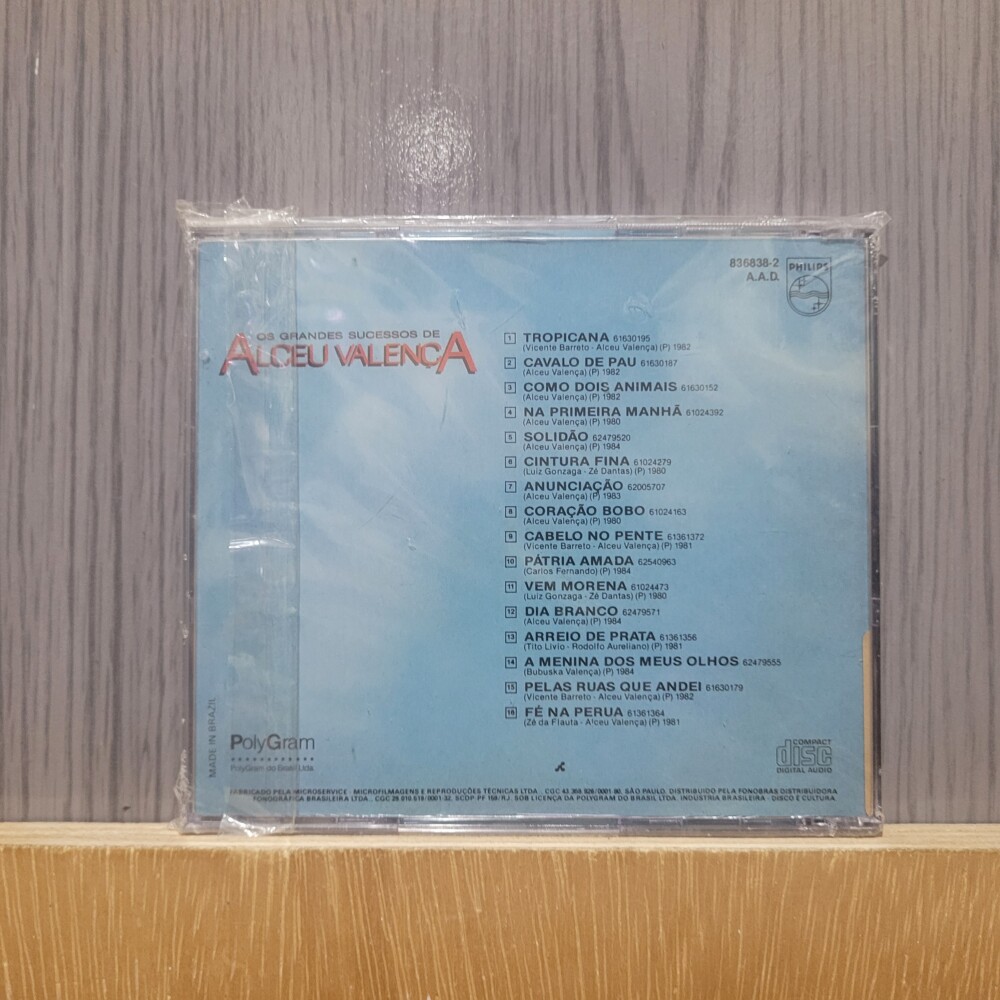 836838-2
A.A.D.
PHILIPS
OS GRANDES SUCESSOS DE
ALCEU VALENÇA
1 TROPICANA 61630195
(Vicente Barreto - Alceu Valença) (P) 1982
2 CAVALO DE PAU 61630187
(Alceu Valença) (P) 1982
3 COMO DOIS ANIMAIS 61630152
(Alceu Valença) (P) 1982
4 NA PRIMEIRA MANHÃ 61024392
(Alceu Valença) (P) 1980
5 SOLIDÃO 62479520
(Alceu Valença) (P) 1984
6 CINTURA FINA 61024279
(Luiz Gonzaga - Zé Dantas) (P) 1980
7 ANUNCIAÇÃO 62005707
(Alceu Valença) (P) 1983
8 CORAÇÃO BOBO 61024163
(Alceu Valença) (P) 1980
9 CABELO NO PENTE 61361372
(Vicente Barreto - Alceu Valença) (P) 1981
10 PÁTRIA AMADA 62540963
(Carlos Fernando) (P) 1984
11 VEM MORENA 61024473
(Luiz Gonzaga - Zé Dantas) (P) 1980
12 DIA BRANCO 62479571
(Alceu Valença) (P) 1984
13 ARREIO DE PRATA 61361356
(Tito Livio - Rodolfo Aureliano) (P) 1981
14 A MENINA DOS MEUS OLHOS 62479555
(Bubuska Valença) (P) 1984
15 PELAS RUAS QUE ANDEI 61630179
(Vicente Barreto - Alceu Valença) (P) 1982
16 FÉ NA PERUA 61361364
(Zé da Flauta - Alceu Valença) (P) 1981
MADE IN BRAZIL
PolyGram
PolyGram do Brasil Ltda.
COMPACT
disc
DIGITAL AUDIO
FABRICADO PELA MICROSERVICE - MICROFILMAGENS E REPRODUÇÕES TÉCNICAS LTDA. CGC SÃO PAULO. DISTRIBUIDO PELA FONOBRAS DISTRIBUIDORA
FONOGRÁFICA BRASILEIRA LTDA. CGC SCDP-PF SOB LICENÇA DA POLYGRAM DO BRASIL LTDA. INDÚSTRIA BRASILEIRA - DISCO É CULTURA.